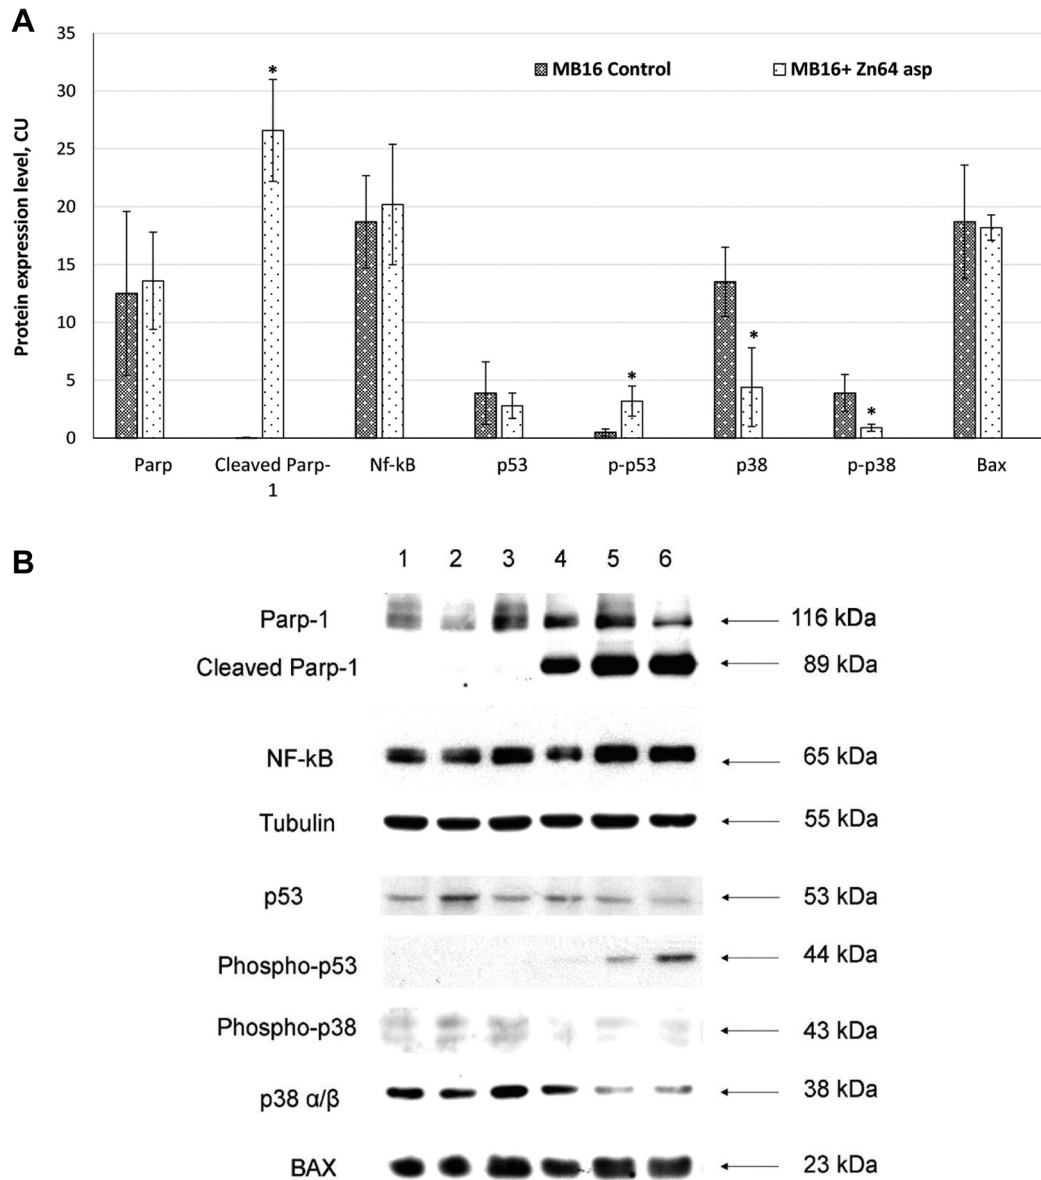 A
35
30
25
20
15
10
5
0
Protein expression level, CU
MB16 Control
MB16+ Zn64 asp
*
*
*
*
Parp
Cleaved Parp-
1
Nf-kB
p53
p-p53
p38
p-p38
Bax
B
1 2 3 4 5 6
Parp-1 116 kDa
Cleaved Parp-1 89 kDa
NF-kB 65 kDa
Tubulin 55 kDa
p53 53 kDa
Phospho-p53 44 kDa
Phospho-p38 43 kDa
p38 α/β 38 kDa
BAX 23 kDa